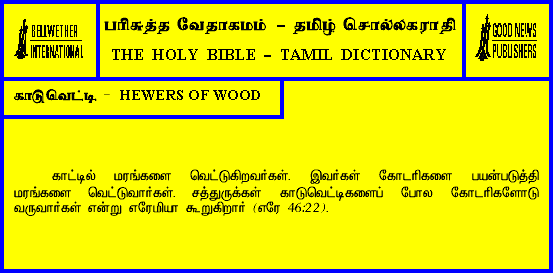 BELLWETHER
INTERNATIONAL
பரிசுத்த வேதாகமம் – தமிழ் சொல்லகராதி
THE HOLY BIBLE – TAMIL DICTIONARY
GOOD NEWS
PUBLISHERS
காடுவெட்டி – HEWERS OF WOOD
காட்டில் மரங்களை வெட்டுகிறவர்கள். இவர்கள் கோடரிகளை பயன்படுத்தி
மரங்களை வெட்டுவார்கள். சத்துருக்கள் காடுவெட்டிகளைப் போல கோடரிகளோடு
வருவார்கள் என்று எரேமியா கூறுகிறார் (எரே 46:22).